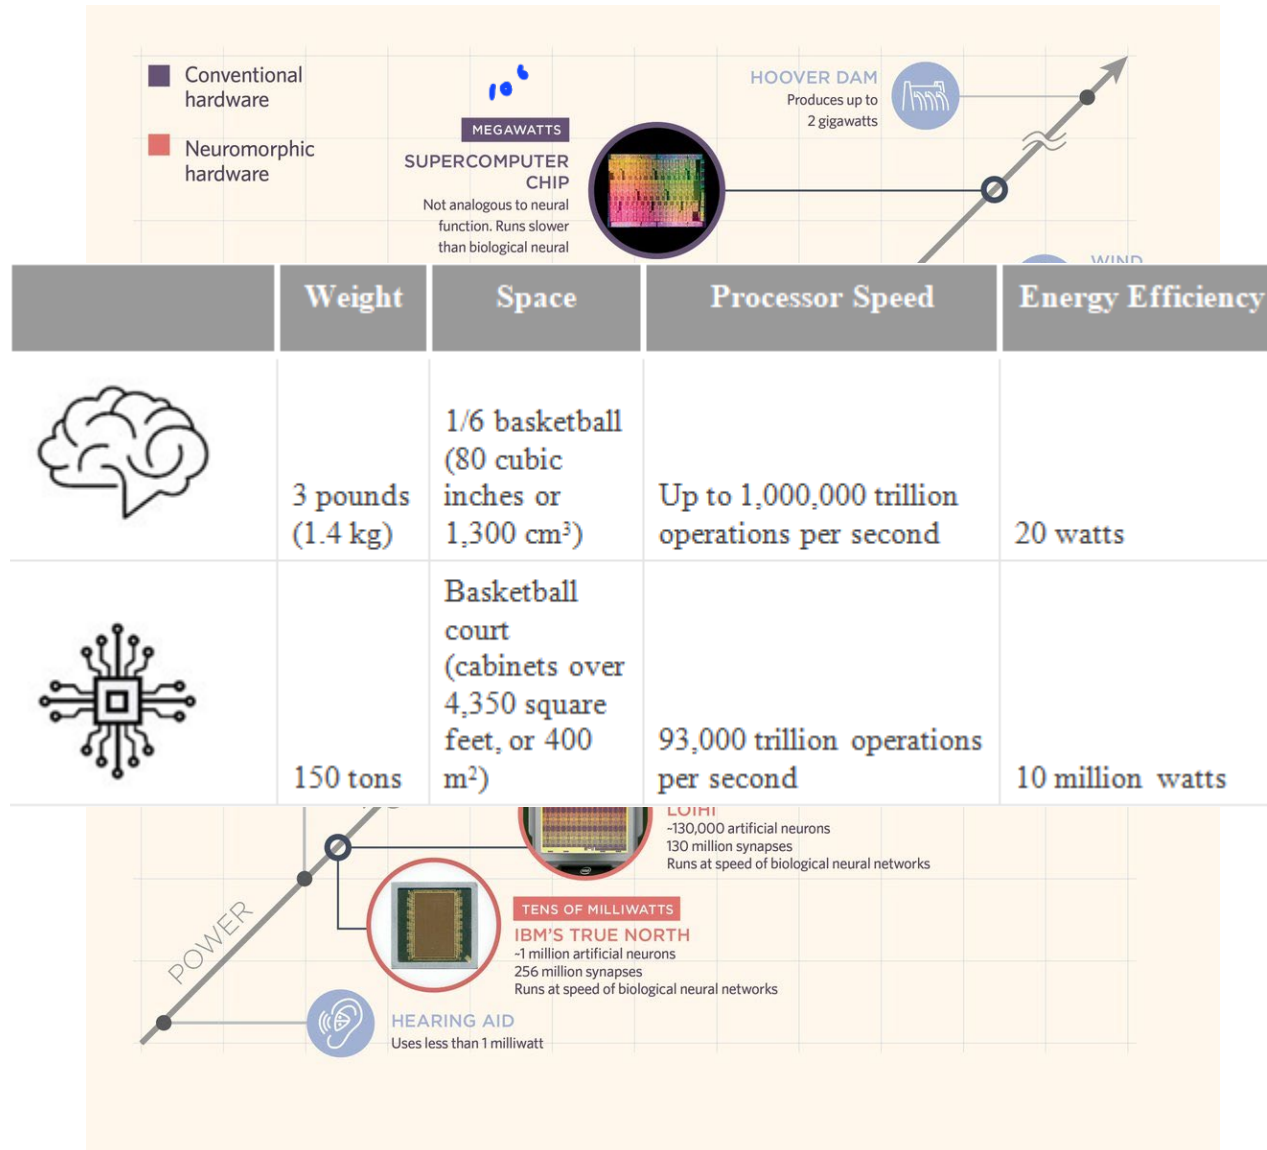 Conventional
hardware
Neuromorphic
hardware
10⁶
MEGAWATTS
SUPERCOMPUTER
CHIP
Not analogous to neural
function. Runs slower
than biological neural
HOOVER DAM
Produces up to
2 gigawatts
WIND
Weight
Space
Processor Speed
Energy Efficiency
3 pounds
(1.4 kg)
1/6 basketball
(80 cubic
inches or
1,300 cm³)
Up to 1,000,000 trillion
operations per second
20 watts
150 tons
Basketball
court
(cabinets over
4,350 square
feet, or 400
m²)
93,000 trillion operations
per second
10 million watts
LOIHI
~130,000 artificial neurons
130 million synapses
Runs at speed of biological neural networks
POWER
TENS OF MILLIWATTS
IBM'S TRUE NORTH
~1 million artificial neurons
256 million synapses
Runs at speed of biological neural networks
HEARING AID
Uses less than 1 milliwatt